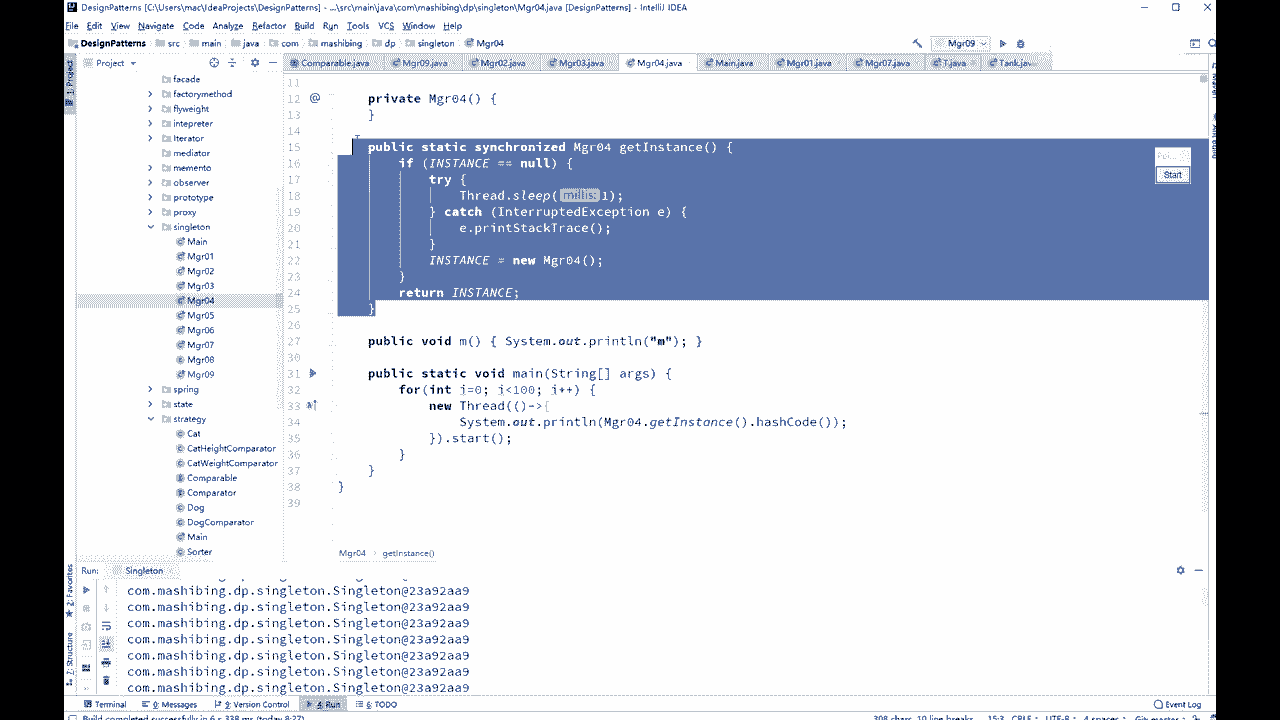 DesignPatterns [C:\Users\mac\IdeaProjects\DesignPatterns] - ...\src\main\java\com\mashibing\dp\singleton\Mgr04.java [DesignPatterns] - IntelliJ IDEA
File Edit View Navigate Code Analyze Refactor Build Run Tools VCS Window Help
DesignPatterns src main java com mashibing dp singleton Mgr04 Mgr09
Project Comparable.java Mgr09.java Mgr02.java Mgr03.java Mgr04.java Main.java Mgr01.java Mgr07.java T.java Tank.jav
1: Project
facade
factorymethod
flyweight
intepreter
Iterator
mediator
memento
observer
prototype
proxy
singleton
Main
Mgr01
Mgr02
Mgr03
Mgr04
Mgr05
Mgr06
Mgr07
Mgr08
Mgr09
spring
state
strategy
Cat
CatHeightComparator
CatWeightComparator
Comparable
Comparator
Dog
DogComparator
Main
Sorter
11
12 private Mgr04() {
13 }
14
15 public static synchronized Mgr04 getInstance() {
16 if (INSTANCE == null) {
17 try {
18 Thread.sleep( millis: 1);
19 } catch (InterruptedException e) {
20 e.printStackTrace();
21 }
22 INSTANCE = new Mgr04();
23 }
24 return INSTANCE;
25 }
26
27 public void m() { System.out.println("m"); }
30
31 public static void main(String[] args) {
32 for(int i=0; i<100; i++) {
33 new Thread(()->{
34 System.out.println(Mgr04.getInstance().hashCode());
35 }).start();
36 }
37 }
38 }
39
Start
Mgr04 > getInstance()
2: Favorites
7: Structure
Run: Singleton
com.mashibing.dp.singleton.Singleton@23a92aa9
com.mashibing.dp.singleton.Singleton@23a92aa9
com.mashibing.dp.singleton.Singleton@23a92aa9
com.mashibing.dp.singleton.Singleton@23a92aa9
com.mashibing.dp.singleton.Singleton@23a92aa9
com.mashibing.dp.singleton.Singleton@23a92aa9
com.mashibing.dp.singleton.Singleton@23a92aa9
Terminal 0: Messages 9: Version Control 4: Run 6: TODO Event Log
Build completed successfully in 6 s 338 ms (today 8:27) 308 chars, 10 line breaks 15:3 CRLF UTF-8 4 spaces Git: master